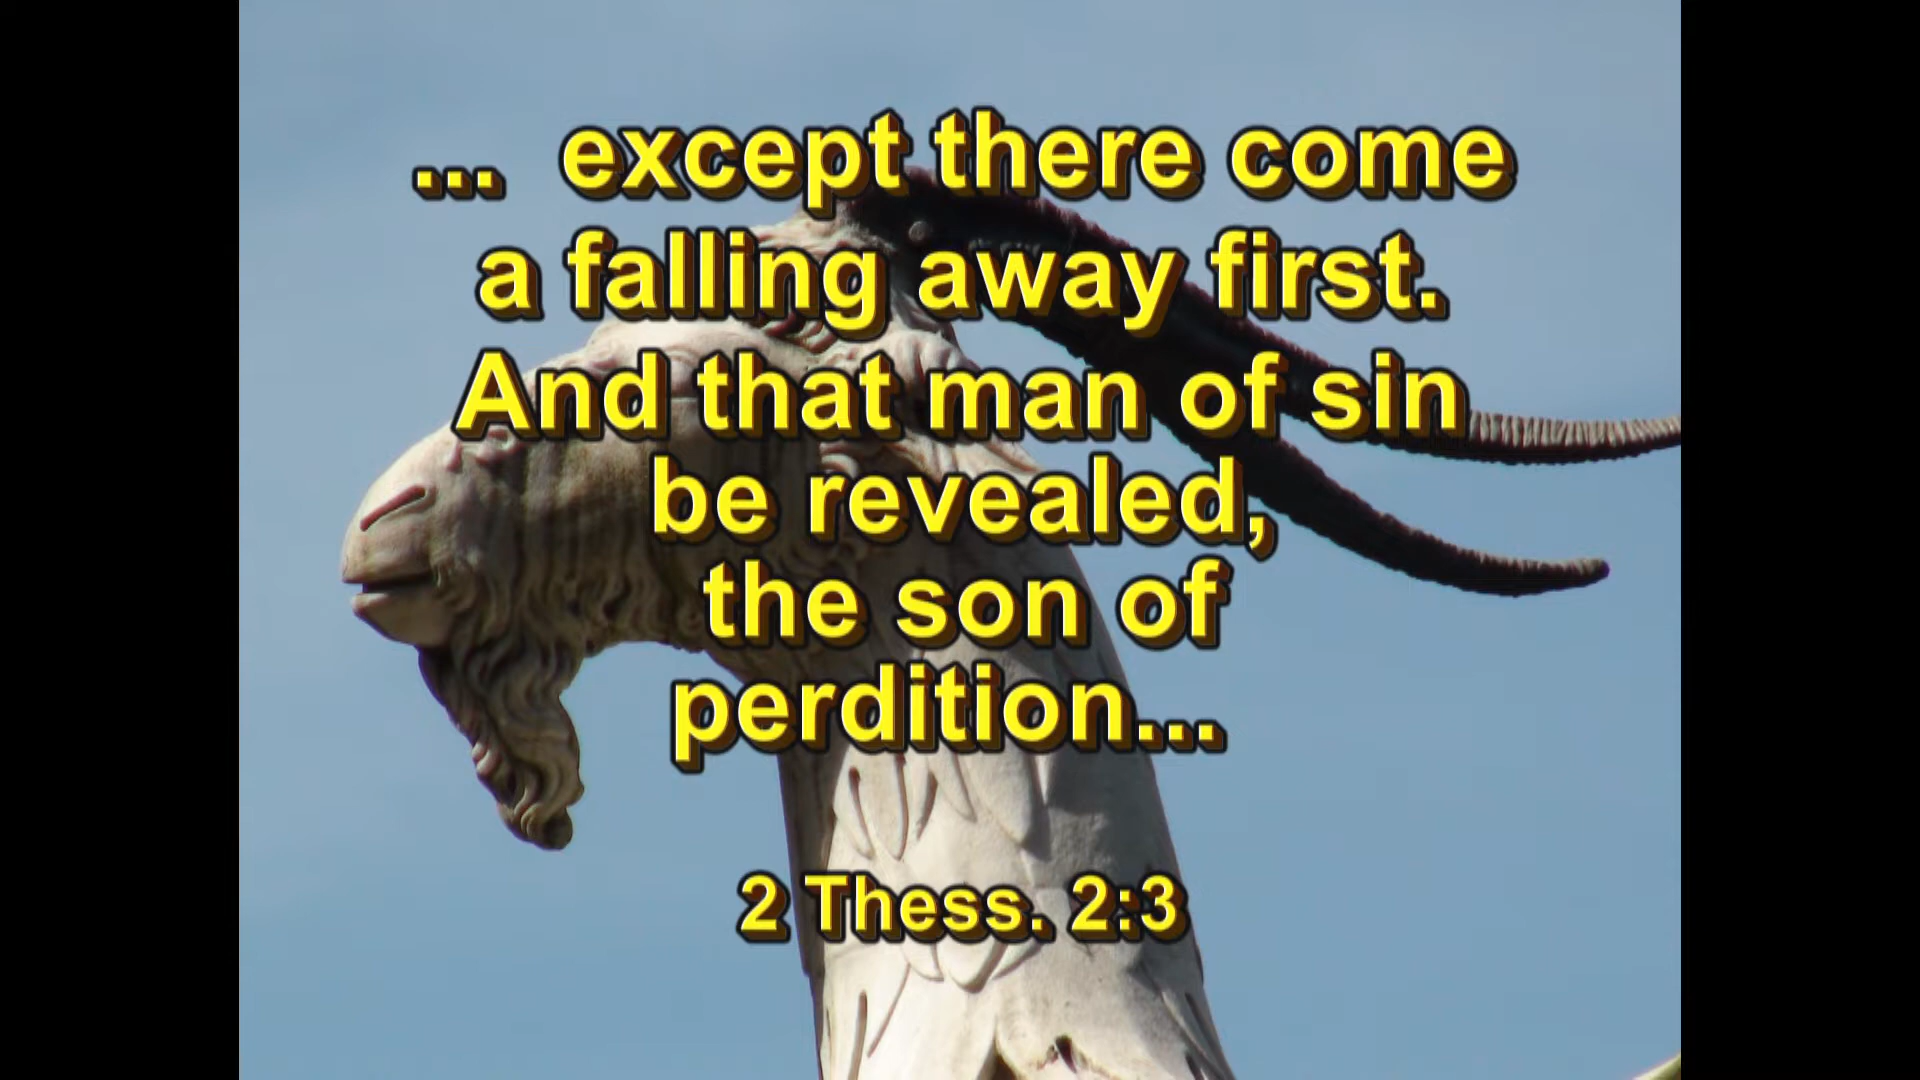 ... except there come
a falling away first.
And that man of sin
be revealed,
the son of
perdition...
2 Thess. 2:3